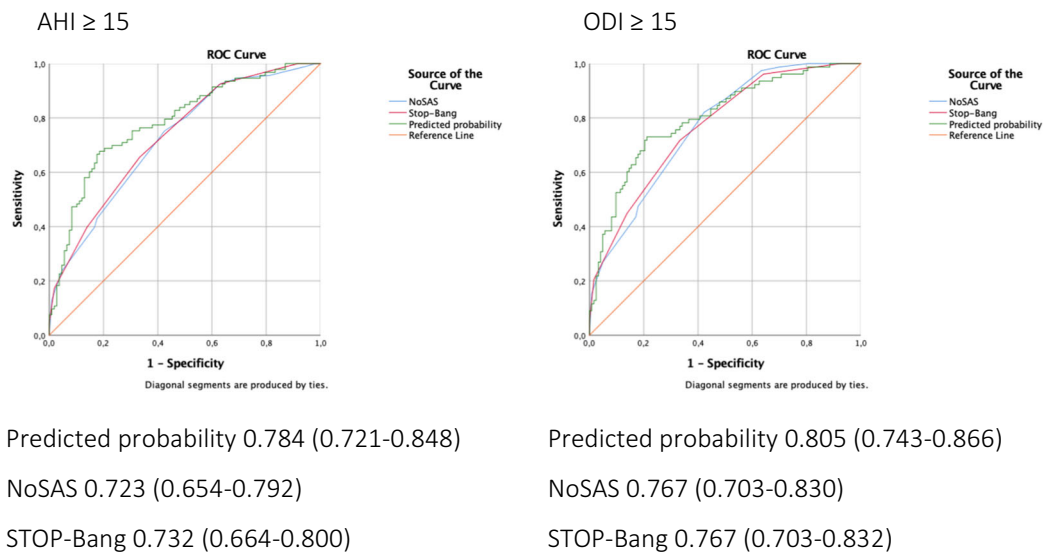 AHI ≥ 15
ROC Curve
1,0
0,8
0,6
0,4
0,2
0,0
Sensitivity
0,0 0,2 0,4 0,6 0,8 1,0
1 - Specificity
Diagonal segments are produced by ties.
Source of the
Curve
NoSAS
Stop-Bang
Predicted probability
Reference Line
Predicted probability 0.784 (0.721-0.848)
NoSAS 0.723 (0.654-0.792)
STOP-Bang 0.732 (0.664-0.800)
ODI ≥ 15
ROC Curve
1,0
0,8
0,6
0,4
0,2
0,0
Sensitivity
0,0 0,2 0,4 0,6 0,8 1,0
1 - Specificity
Diagonal segments are produced by ties.
Source of the
Curve
NoSAS
Stop-Bang
Predicted probability
Reference Line
Predicted probability 0.805 (0.743-0.866)
NoSAS 0.767 (0.703-0.830)
STOP-Bang 0.767 (0.703-0.832)